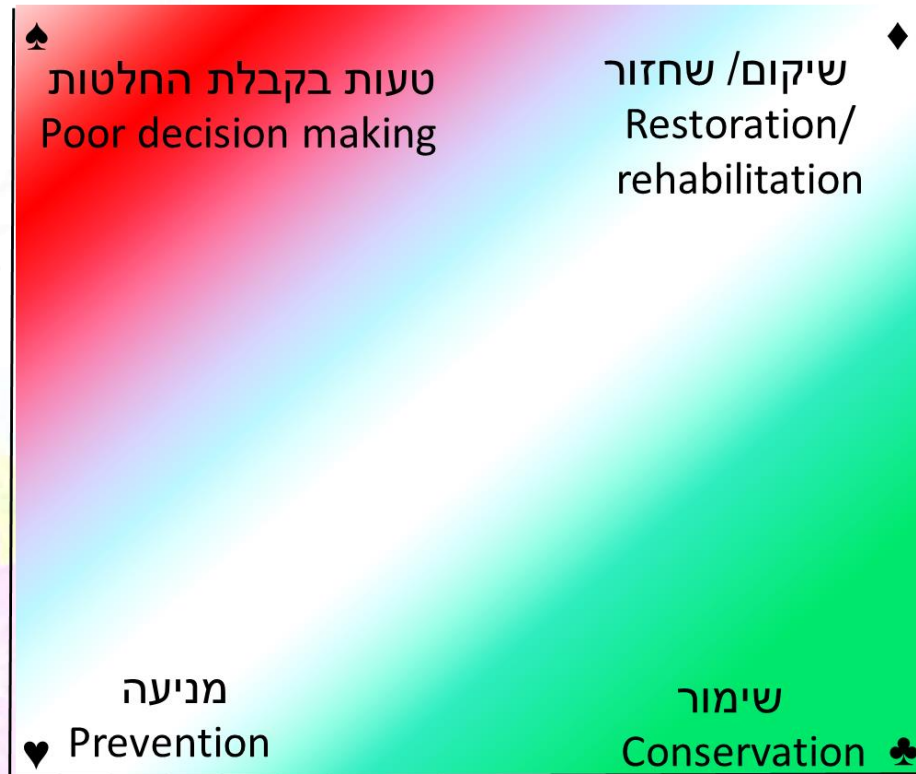 ♠
טעות בקבלת החלטות
Poor decision making
♦
שיקום/ שחזור
Restoration/
rehabilitation
מניעה
♥ Prevention
שימור
Conservation ♣